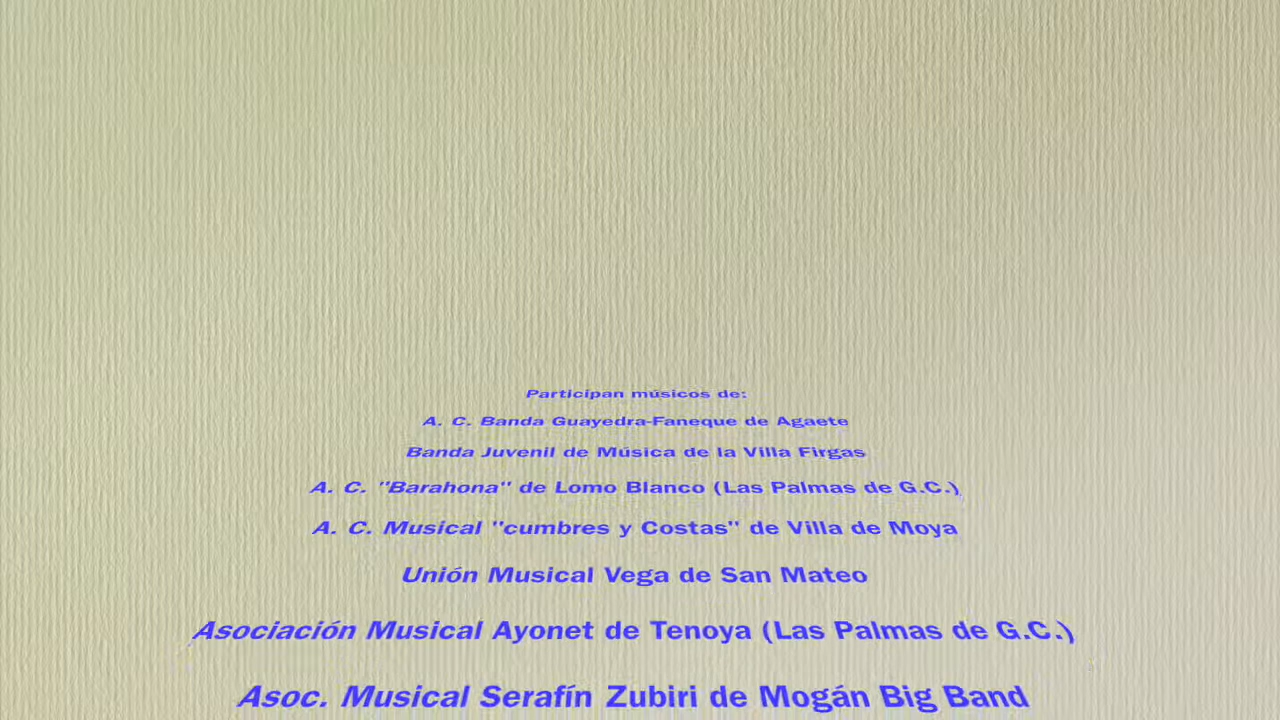 Participan músicos de:
A. C. Banda Guayedra-Faneque de Agaete
Banda Juvenil de Música de la Villa Firgas
A. C. "Barahona" de Lomo Blanco (Las Palmas de G.C.)
A. C. Musical "cumbres y Costas" de Villa de Moya
Unión Musical Vega de San Mateo
Asociación Musical Ayonet de Tenoya (Las Palmas de G.C.)
Asoc. Musical Serafín Zubiri de Mogán Big Band